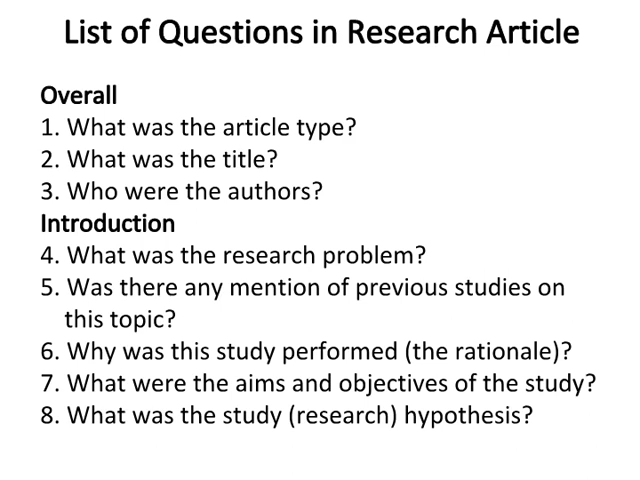 List of Questions in Research Article
Overall
1. What was the article type?
2. What was the title?
3. Who were the authors?
Introduction
4. What was the research problem?
5. Was there any mention of previous studies on
this topic?
6. Why was this study performed (the rationale)?
7. What were the aims and objectives of the study?
8. What was the study (research) hypothesis?